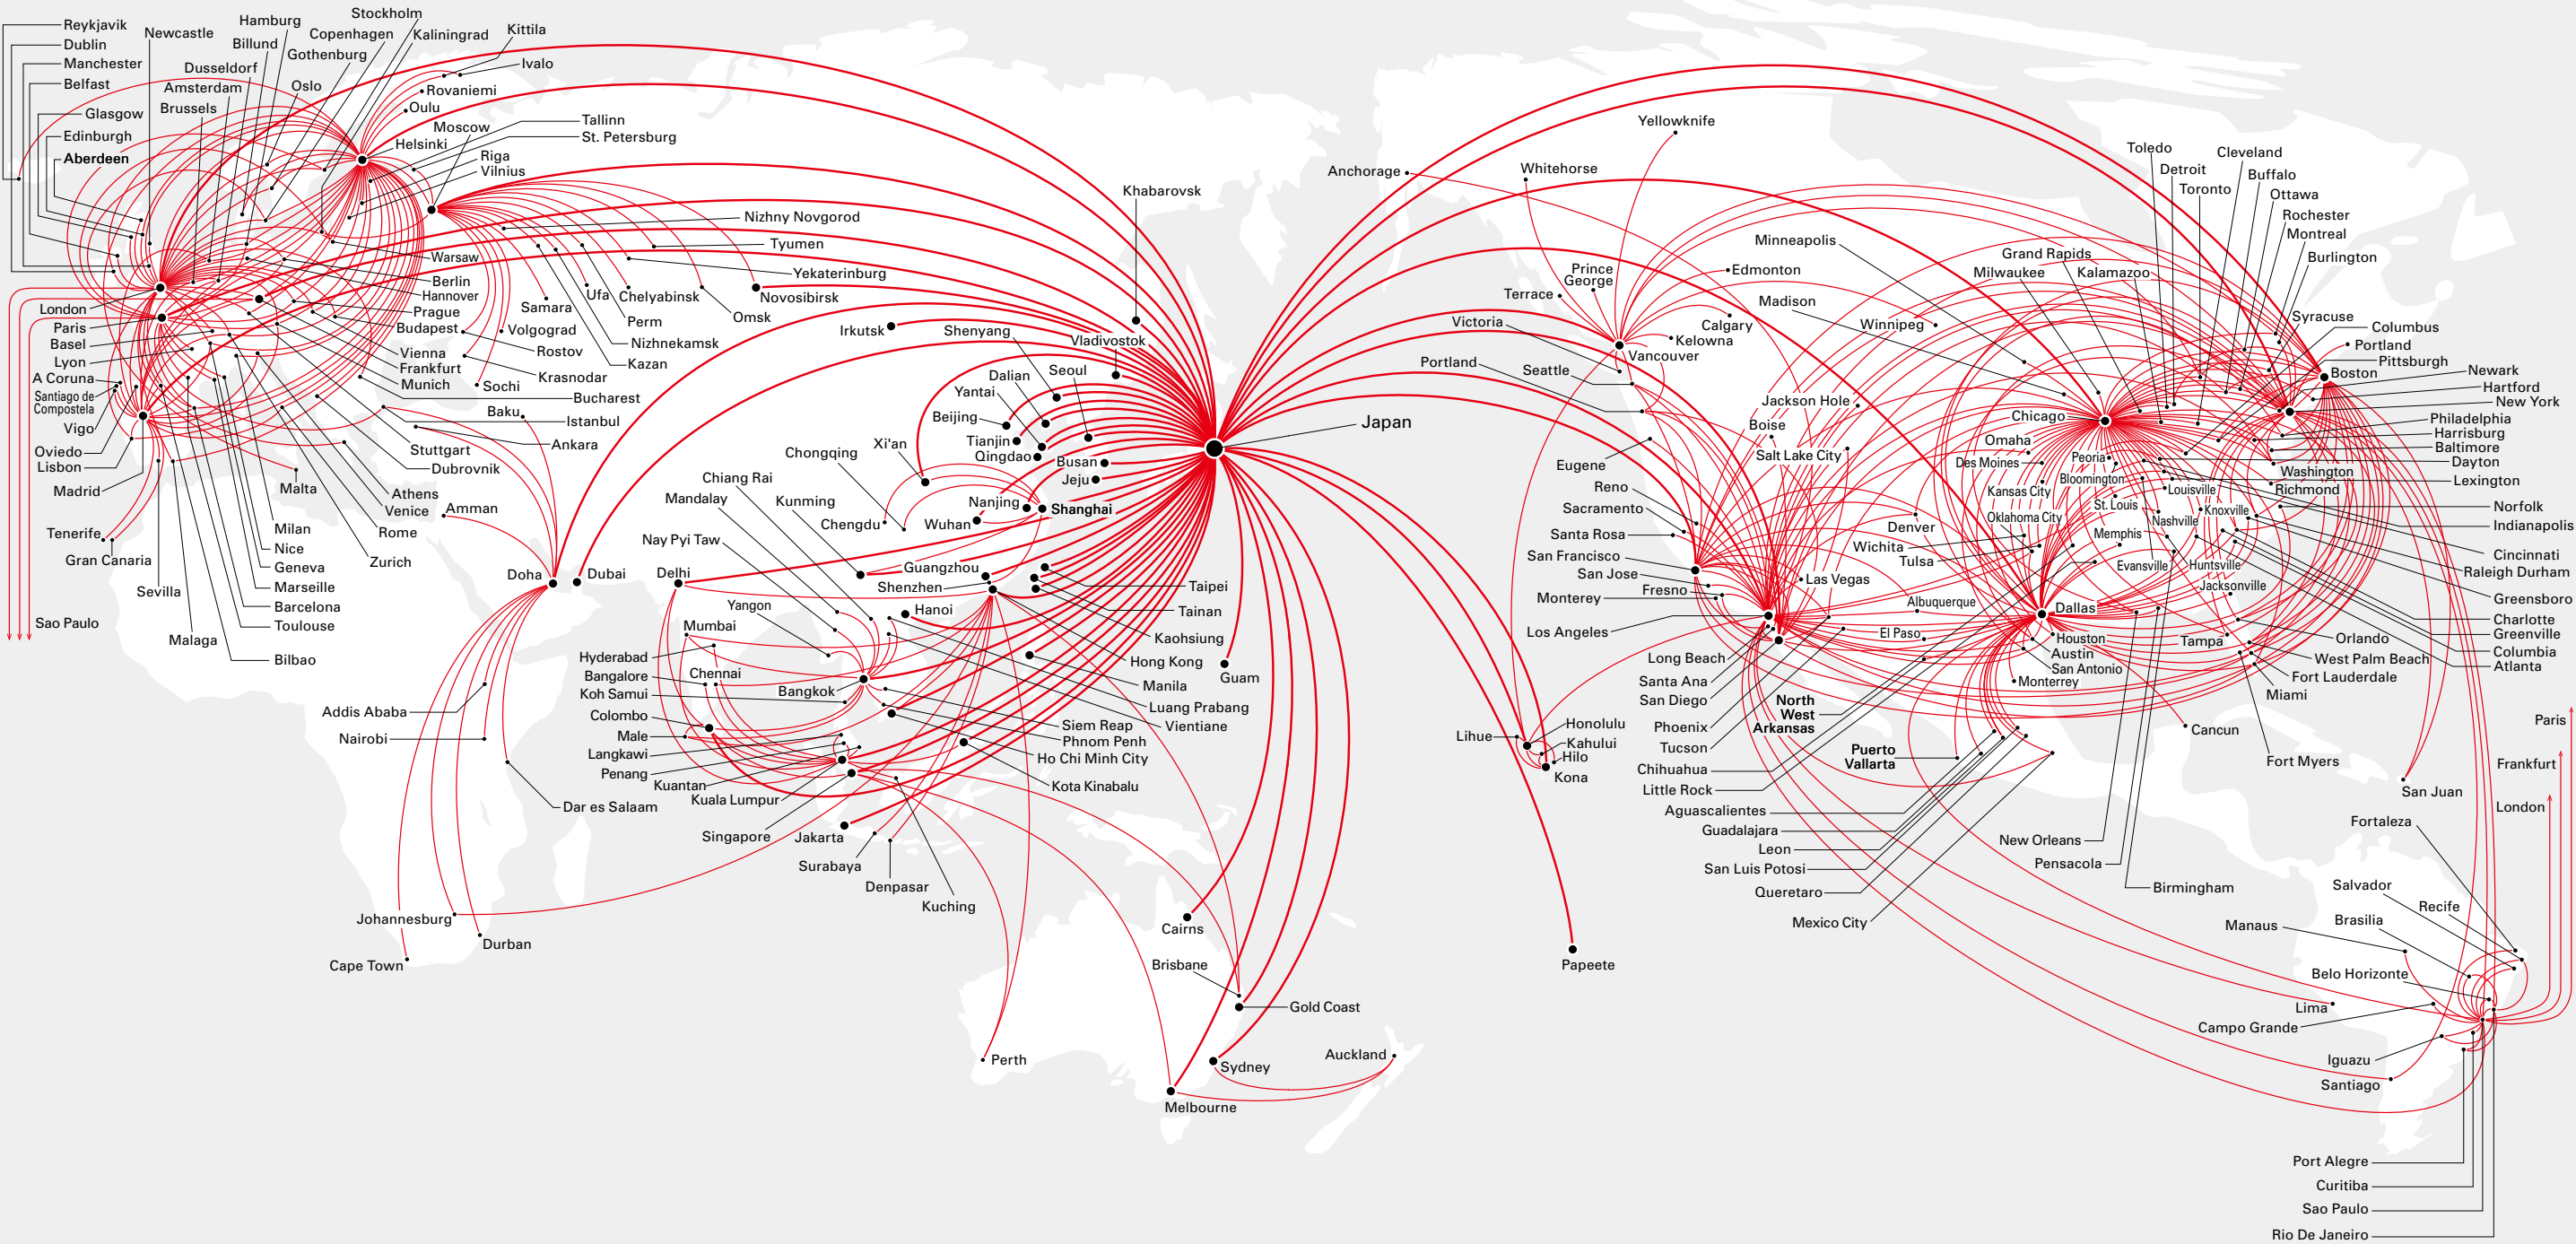 Reykjavik
Dublin
Manchester
Belfast
Glasgow
Edinburgh
Aberdeen
Newcastle
Hamburg
Billund
Dusseldorf
Amsterdam
Brussels
Stockholm
Copenhagen
Gothenburg
Oslo
Kaliningrad
Kittila
Ivalo
Rovaniemi
Oulu
Moscow
Helsinki
Tallinn
St. Petersburg
Riga
Vilnius
Warsaw
Berlin
Hannover
Prague
Budapest
Vienna
Frankfurt
Munich
London
Paris
Basel
Lyon
A Coruna
Santiago de
Compostela
Vigo
Oviedo
Lisbon
Madrid
Tenerife
Gran Canaria
Sevilla
Malaga
Sao Paulo
Malta
Milan
Nice
Geneva
Marseille
Barcelona
Toulouse
Bilbao
Athens
Venice
Rome
Zurich
Stuttgart
Dubrovnik
Amman
Ankara
Istanbul
Baku
Bucharest
Krasnodar
Sochi
Rostov
Volgograd
Samara
Kazan
Nizhnekamsk
Perm
Ufa
Chelyabinsk
Omsk
Novosibirsk
Yekaterinburg
Tyumen
Nizhny Novgorod
Khabarovsk
Vladivostok
Irkutsk
Shenyang
Seoul
Dalian
Yantai
Beijing
Tianjin
Qingdao
Busan
Jeju
Xi'an
Chongqing
Chengdu
Nanjing
Wuhan
Shanghai
Japan
Chiang Rai
Mandalay
Kunming
Nay Pyi Taw
Guangzhou
Shenzhen
Delhi
Doha
Dubai
Hanoi
Yangon
Mumbai
Hyderabad
Bangalore
Chennai
Koh Samui
Bangkok
Colombo
Male
Langkawi
Penang
Kuantan
Kuala Lumpur
Singapore
Jakarta
Surabaya
Denpasar
Kuching
Taipei
Tainan
Kaohsiung
Hong Kong
Manila
Luang Prabang
Vientiane
Siem Reap
Phnom Penh
Ho Chi Minh City
Kota Kinabalu
Guam
Addis Ababa
Nairobi
Dar es Salaam
Johannesburg
Durban
Cape Town
Cairns
Brisbane
Gold Coast
Perth
Sydney
Melbourne
Auckland
Papeete
Anchorage
Whitehorse
Yellowknife
Prince
George
Terrace
Edmonton
Calgary
Kelowna
Victoria
Vancouver
Portland
Seattle
Winnipeg
Minneapolis
Madison
Grand Rapids
Milwaukee
Kalamazoo
Toledo
Detroit
Toronto
Cleveland
Buffalo
Ottawa
Rochester
Montreal
Burlington
Syracuse
Columbus
Portland
Pittsburgh
Boston
Newark
Hartford
New York
Philadelphia
Harrisburg
Baltimore
Dayton
Washington
Lexington
Richmond
Norfolk
Indianapolis
Cincinnati
Raleigh Durham
Greensboro
Charlotte
Greenville
Columbia
Atlanta
Orlando
West Palm Beach
Fort Lauderdale
Miami
Tampa
Fort Myers
Cancun
San Juan
Jackson Hole
Boise
Salt Lake City
Chicago
Omaha
Des Moines
Peoria
Bloomington
Kansas City
Louisville
St. Louis
Knoxville
Nashville
Oklahoma City
Memphis
Denver
Wichita
Tulsa
Evansville
Huntsville
Jacksonville
Eugene
Reno
Sacramento
Santa Rosa
San Francisco
San Jose
Fresno
Monterey
Los Angeles
Las Vegas
Albuquerque
Dallas
El Paso
Houston
Austin
San Antonio
Monterrey
Long Beach
Santa Ana
San Diego
Phoenix
Tucson
North
West
Arkansas
Chihuahua
Little Rock
Puerto
Vallarta
Aguascalientes
Guadalajara
Leon
San Luis Potosi
Queretaro
Mexico City
New Orleans
Pensacola
Birmingham
Honolulu
Lihue
Kahului
Hilo
Kona
Paris
Frankfurt
London
Fortaleza
Salvador
Recife
Brasilia
Manaus
Belo Horizonte
Lima
Campo Grande
Iguazu
Santiago
Port Alegre
Curitiba
Sao Paulo
Rio De Janeiro